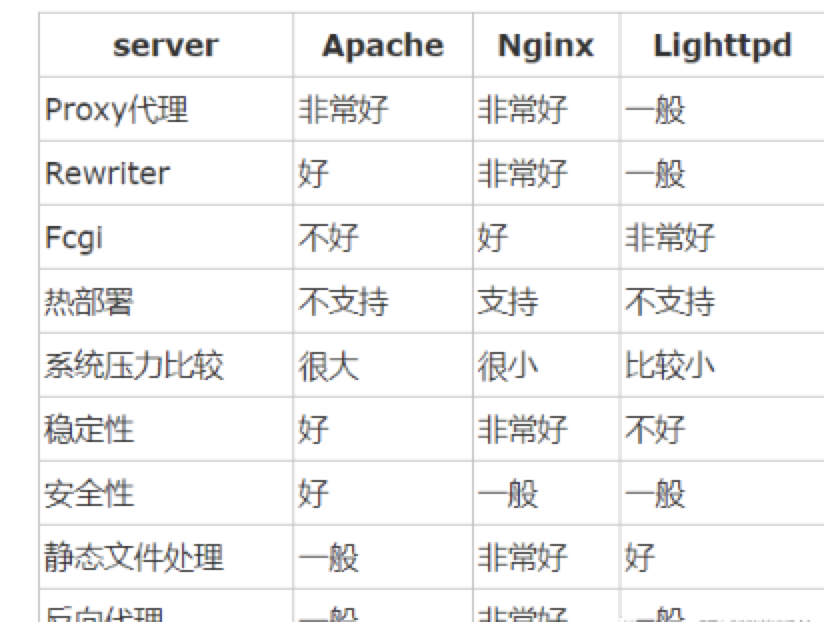 server Apache Nginx Lighttpd
Proxy代理 非常好 非常好 一般
Rewriter 好 非常好 一般
Fcgi 不好 好 非常好
热部署 不支持 支持 不支持
系统压力比较 很大 很小 比较小
稳定性 好 非常好 不好
安全性 好 一般 一般
静态文件处理 一般 非常好 好
反向代理 一般 非常好 一般